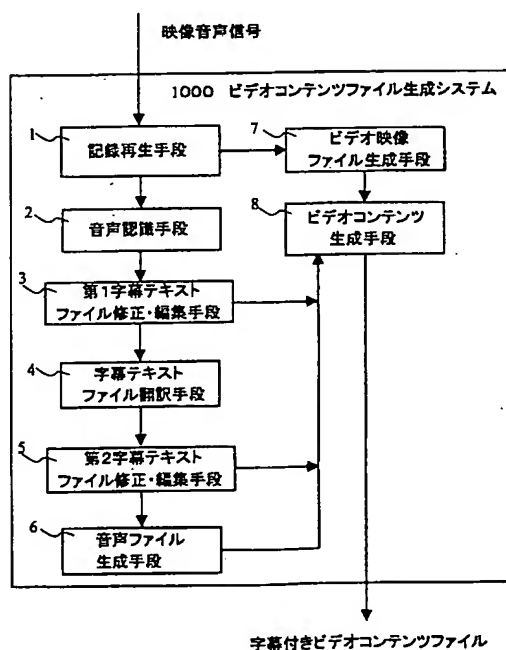 映像音声信号
1000 ビデオコンテンツファイル生成システム
1
記録再生手段
2
音声認識手段
3
第1字幕テキスト
ファイル修正・編集手段
4
字幕テキスト
ファイル翻訳手段
5
第2字幕テキスト
ファイル修正・編集手段
6
音声ファイル
生成手段
7
ビデオ映像
ファイル生成手段
8
ビデオコンテンツ
生成手段
字幕付きビデオコンテンツファイル